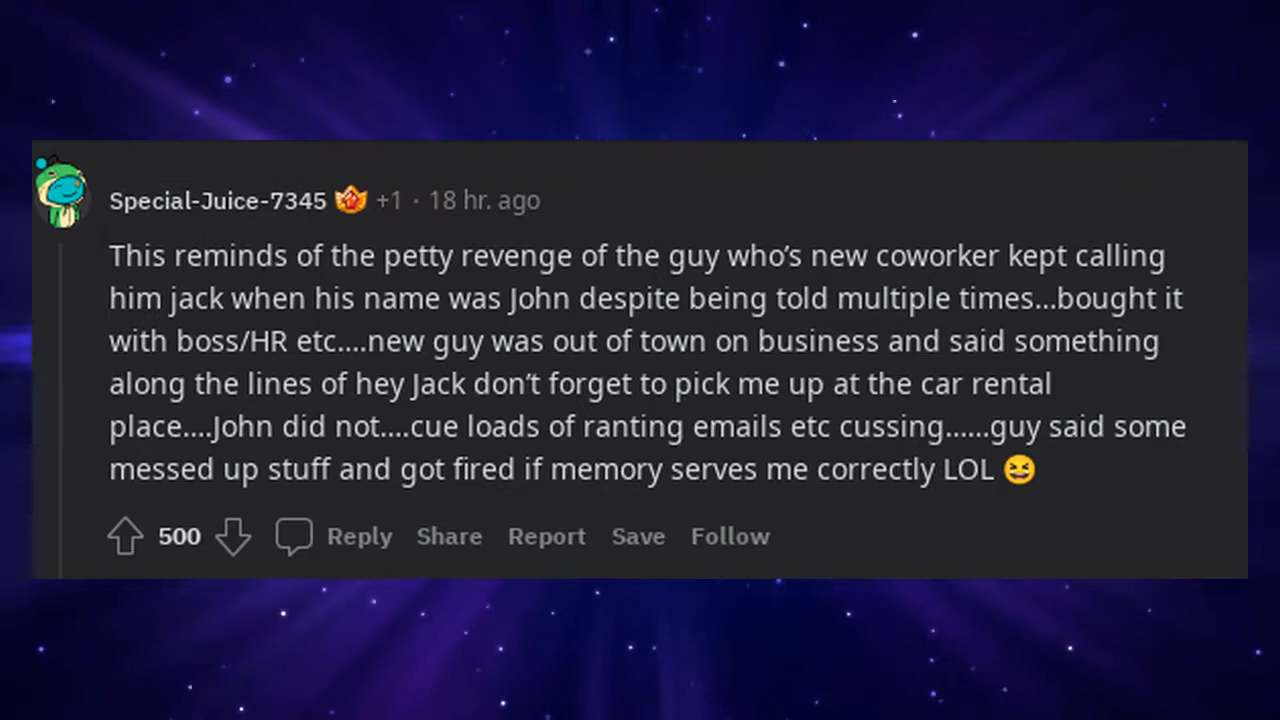 Special-Juice-7345 +1 · 18 hr. ago
This reminds of the petty revenge of the guy who’s new coworker kept calling
him jack when his name was John despite being told multiple times...bought it
with boss/HR etc....new guy was out of town on business and said something
along the lines of hey Jack don’t forget to pick me up at the car rental
place....John did not....cue loads of ranting emails etc cussing......guy said some
messed up stuff and got fired if memory serves me correctly LOL 😆
500 Reply Share Report Save Follow